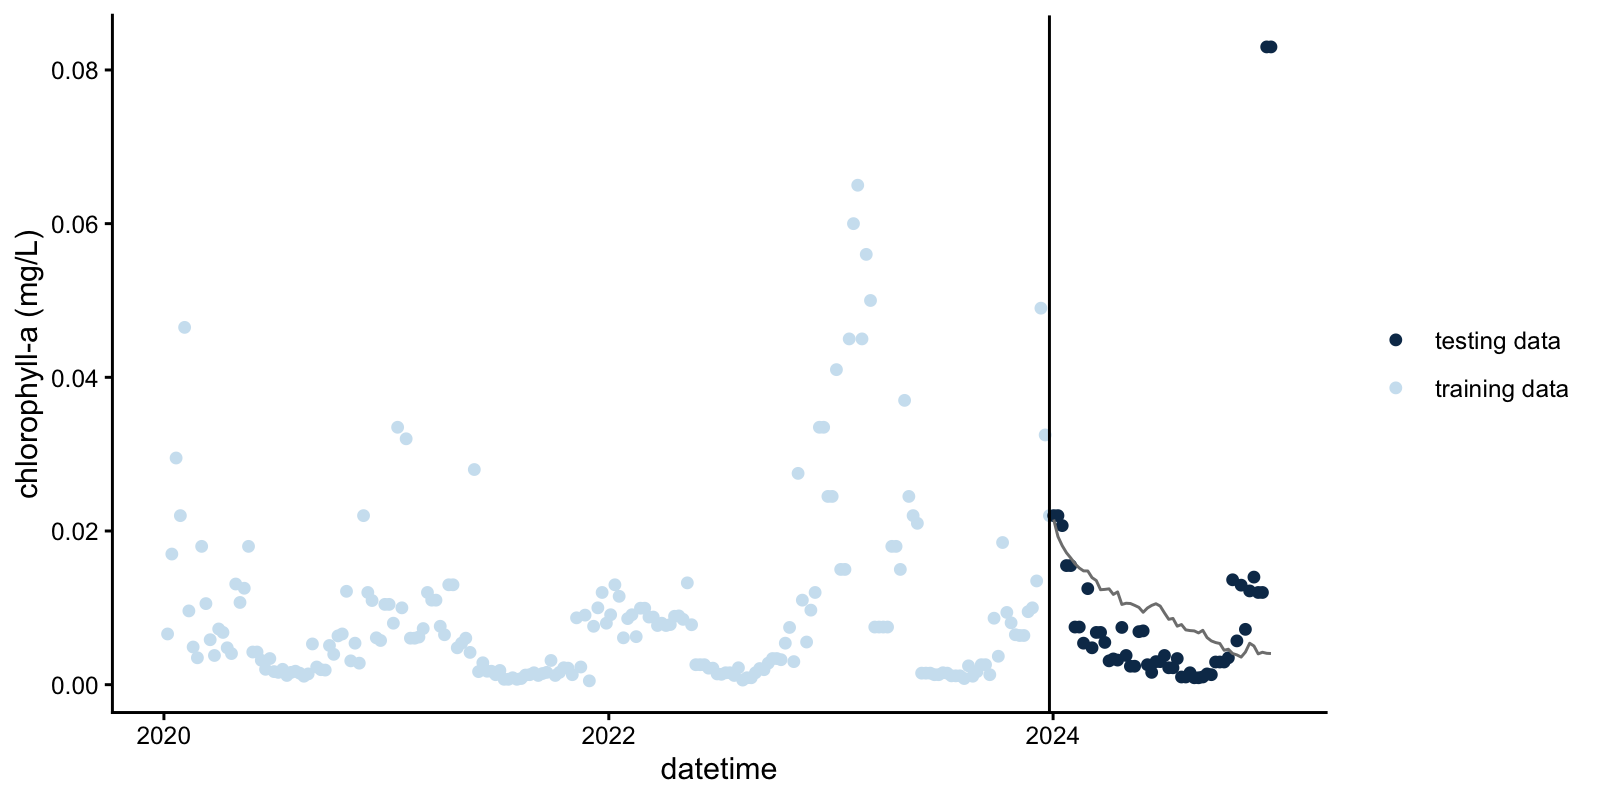 0.08
0.06
0.04
0.02
0.00
chlorophyll-a (mg/L)
2020
2022
2024
datetime
testing data
training data